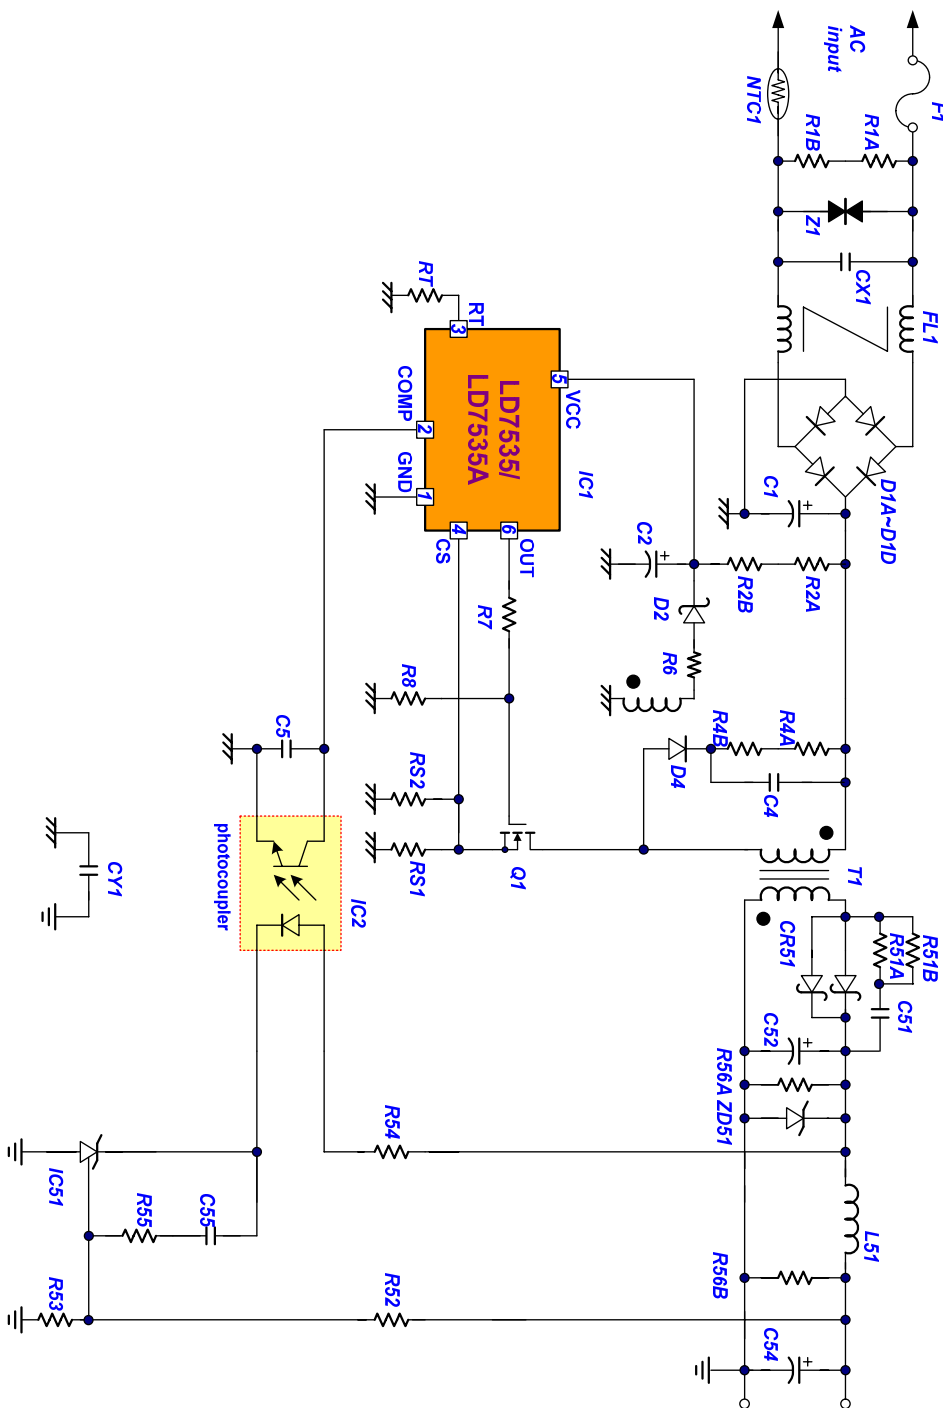 AC
input
F1
NTC1
R1B
R1A
Z1
CX1
FL1
D1A~D1D
C1
R2A
R2B
C2
D2
R6
RT
RT
3
COMP
2
GND
1
LD7535/
LD7535A
5
VCC
IC1
4
CS
6
OUT
R7
R8
RS2
RS1
Q1
R4A
R4B
C4
D4
T1
C5
photocoupler
IC2
CY1
CR51
R51A
R51B
C51
C52
R56A
ZD51
L51
R56B
C54
R54
R52
IC51
R55
C55
R53